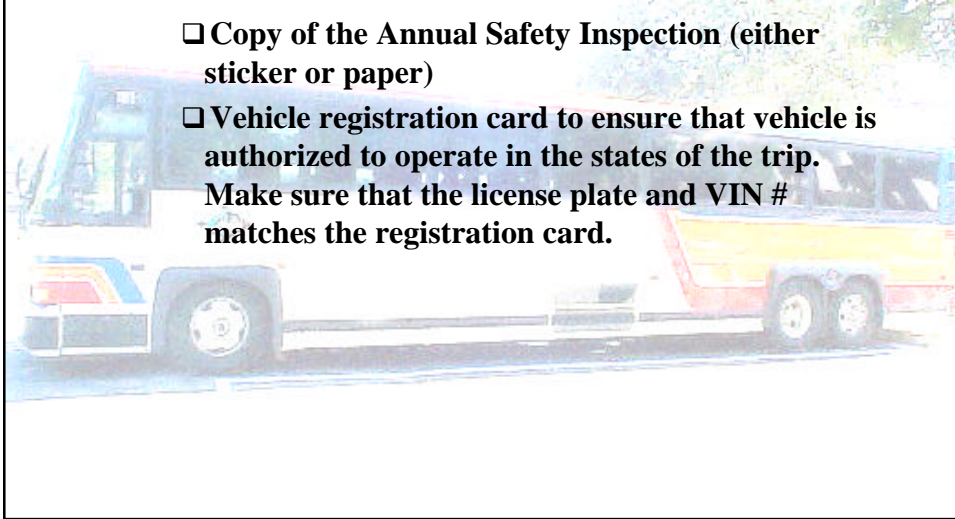 ❑ Copy of the Annual Safety Inspection (either
sticker or paper)
❑ Vehicle registration card to ensure that vehicle is
authorized to operate in the states of the trip.
Make sure that the license plate and VIN #
matches the registration card.